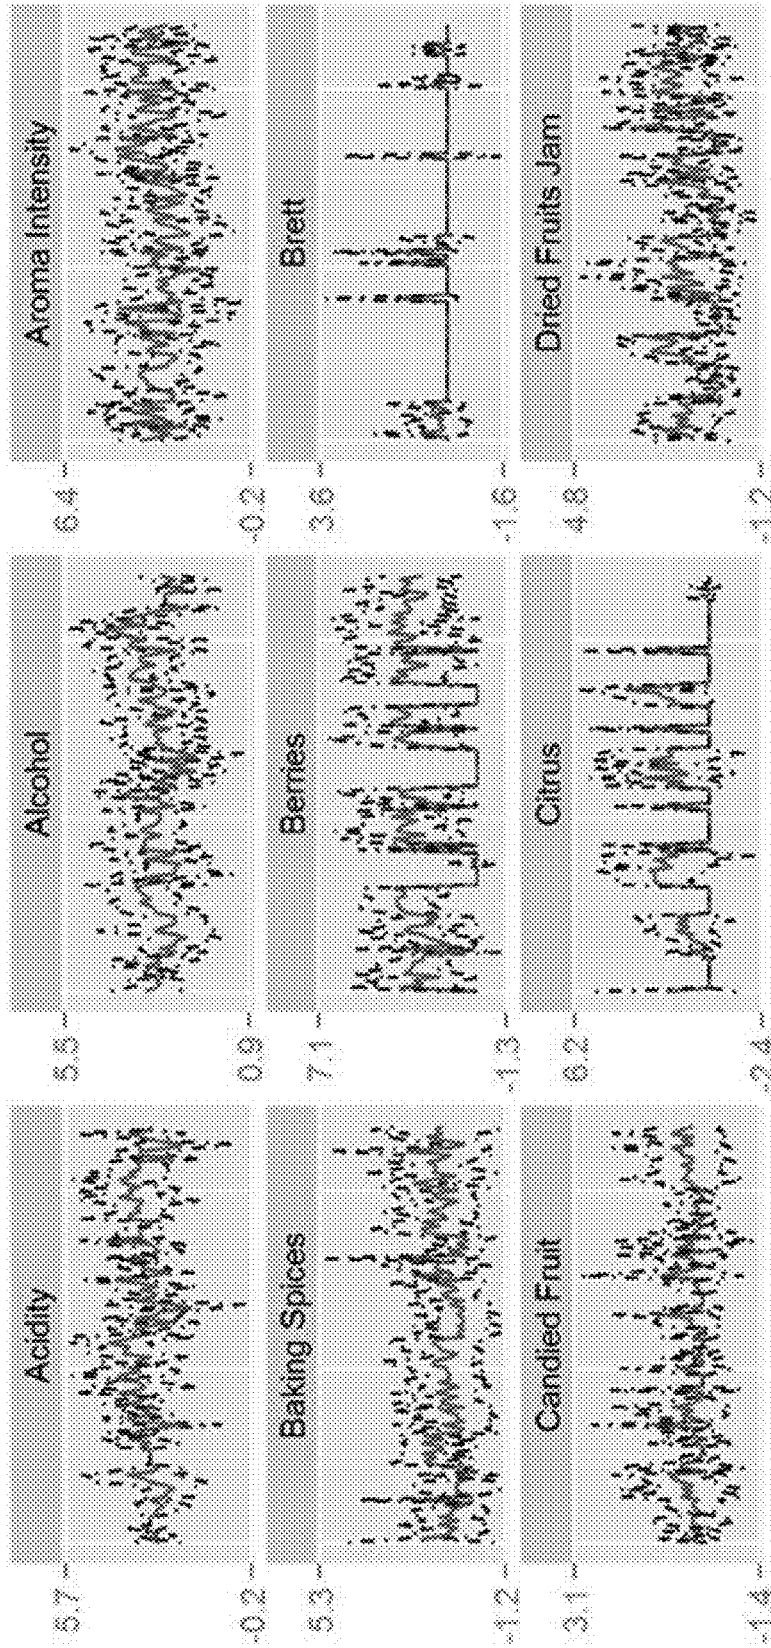 Acidity Alcohol Aroma Intensity
5.7 5.5 6.4
-0.2 0.9 -0.2
Baking Spices Berries Brett
5.3 7.1 3.6
-1.2 -1.3 -1.6
Candied Fruit Citrus Dried Fruits Jam
3.1 6.2 4.8
-1.4 -2.4 -1.2